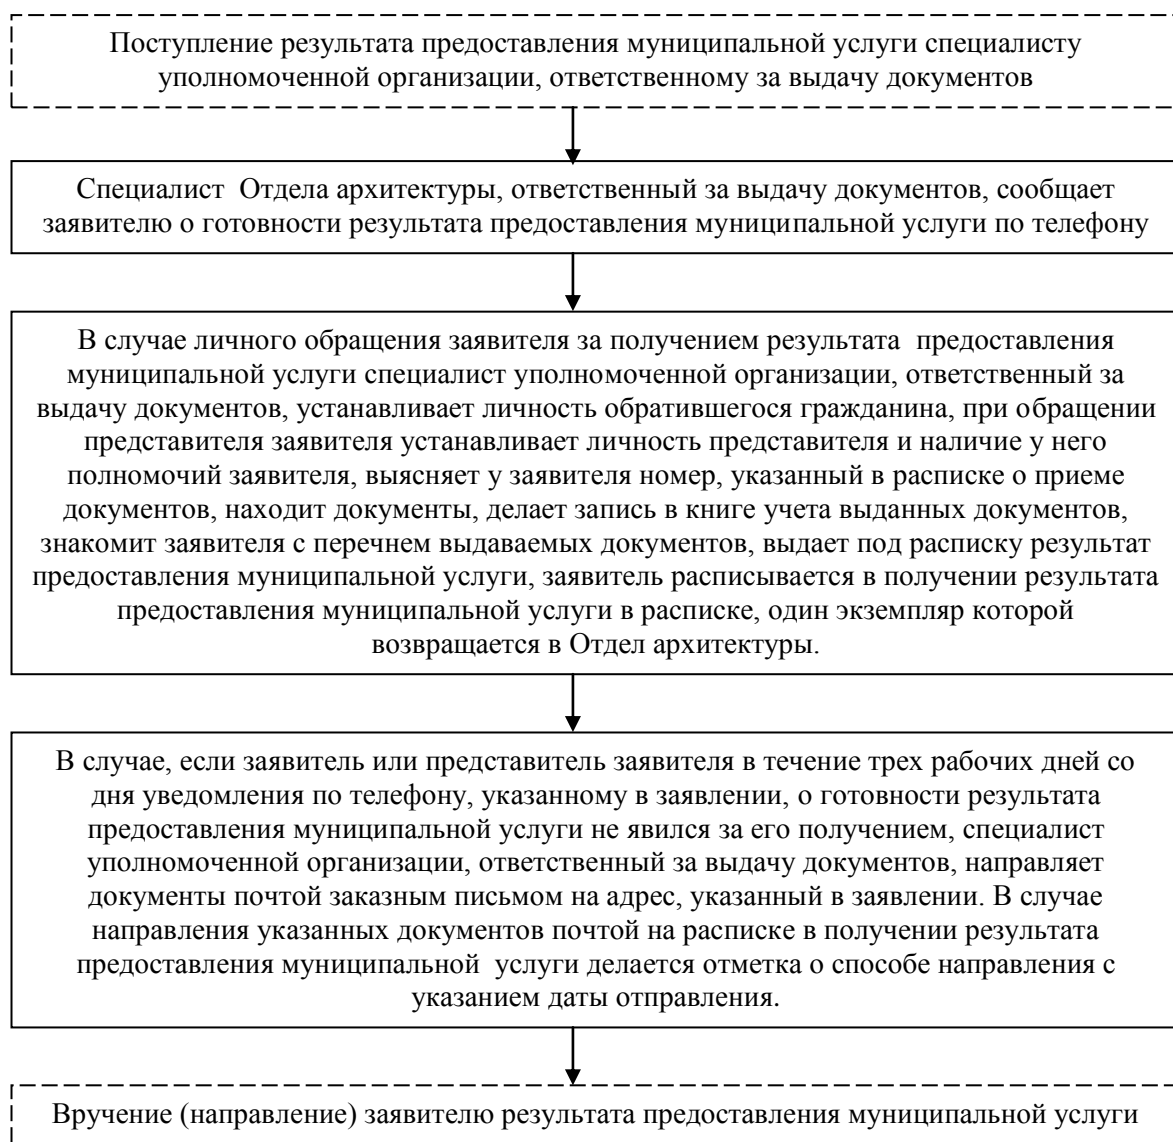 Поступление результата предоставления муниципальной услуги специалисту
уполномоченной организации, ответственному за выдачу документов
Специалист  Отдела архитектуры, ответственный за выдачу документов, сообщает
заявителю о готовности результата предоставления муниципальной услуги по телефону
В случае личного обращения заявителя за получением результата  предоставления
муниципальной услуги специалист уполномоченной организации, ответственный за
выдачу документов, устанавливает личность обратившегося гражданина, при обращении
представителя заявителя устанавливает личность представителя и наличие у него
полномочий заявителя, выясняет у заявителя номер, указанный в расписке о приеме
документов, находит документы, делает запись в книге учета выданных документов,
знакомит заявителя с перечнем выдаваемых документов, выдает под расписку результат
предоставления муниципальной услуги, заявитель расписывается в получении результата
предоставления муниципальной услуги в расписке, один экземпляр которой
возвращается в Отдел архитектуры.
В случае, если заявитель или представитель заявителя в течение трех рабочих дней со
дня уведомления по телефону, указанному в заявлении, о готовности результата
предоставления муниципальной услуги не явился за его получением, специалист
уполномоченной организации, ответственный за выдачу документов, направляет
документы почтой заказным письмом на адрес, указанный в заявлении. В случае
направления указанных документов почтой на расписке в получении результата
предоставления муниципальной  услуги делается отметка о способе направления с
указанием даты отправления.
Вручение (направление) заявителю результата предоставления муниципальной услуги